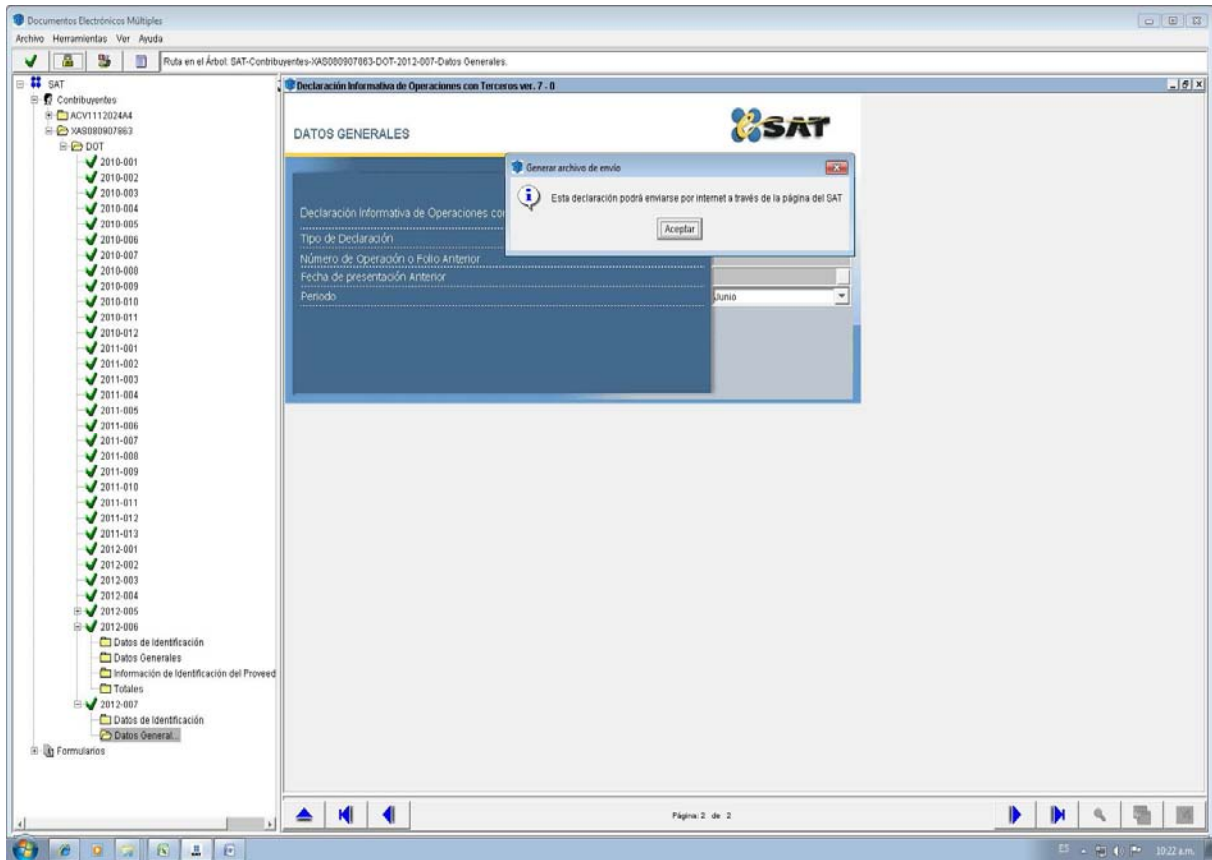 Documentos Electrónicos Múltiples
Archivo Herramientas Ver Ayuda
Ruta en el Árbol: SAT-Contribuyentes-XAS080907863-DOT-2012-007-Datos Generales.
SAT
Contribuyentes
ACV1112024A4
XAS080907863
DOT
2010-001
2010-002
2010-003
2010-004
2010-005
2010-006
2010-007
2010-008
2010-009
2010-010
2010-011
2010-012
2011-001
2011-002
2011-003
2011-004
2011-005
2011-006
2011-007
2011-008
2011-009
2011-010
2011-011
2011-012
2011-013
2012-001
2012-002
2012-003
2012-004
2012-005
2012-006
Datos de Identificación
Datos Generales
Información de Identificación del Proveed
Totales
2012-007
Datos de Identificación
Datos General...
Formularios
Declaración Informativa de Operaciones con Terceros ver. 7 - 0
DATOS GENERALES
SAT
Generar archivo de envío
Esta declaración podrá enviarse por internet a través de la página del SAT
Aceptar
Declaración Informativa de Operaciones con
Tipo de Declaración
Número de Operación o Folio Anterior
Fecha de presentación Anterior
Periodo
Junio
Página: 2 de 2
ES
10:22 a.m.